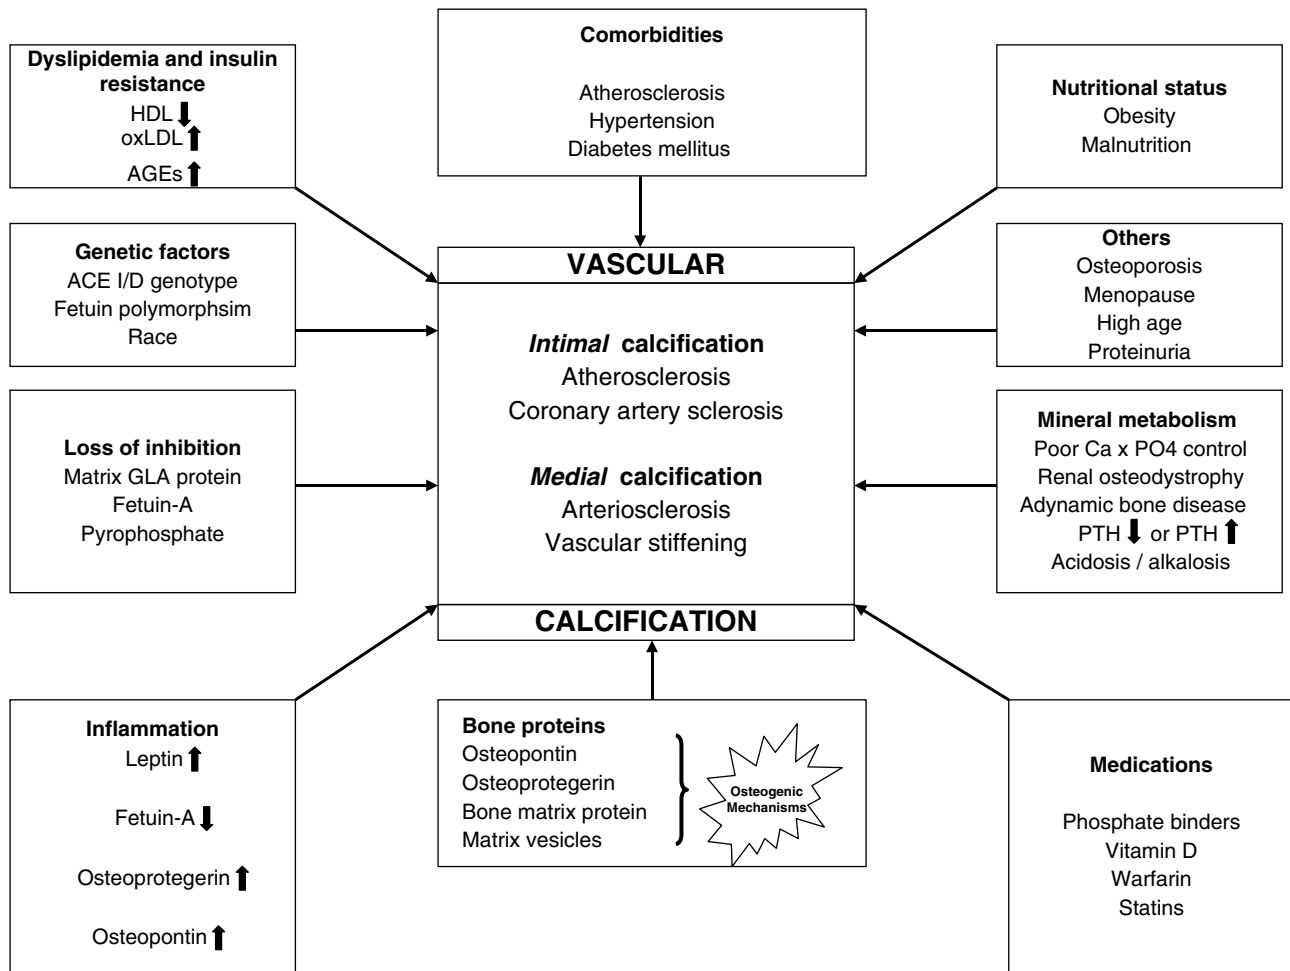 Dyslipidemia and insulin
resistance
HDL
oxLDL
AGEs
Comorbidities
Atherosclerosis
Hypertension
Diabetes mellitus
Nutritional status
Obesity
Malnutrition
Genetic factors
ACE I/D genotype
Fetuin polymorphsim
Race
Others
Osteoporosis
Menopause
High age
Proteinuria
VASCULAR
Intimal calcification
Atherosclerosis
Coronary artery sclerosis
Medial calcification
Arteriosclerosis
Vascular stiffening
CALCIFICATION
Loss of inhibition
Matrix GLA protein
Fetuin-A
Pyrophosphate
Mineral metabolism
Poor Ca x PO4 control
Renal osteodystrophy
Adynamic bone disease
PTH or PTH
Acidosis / alkalosis
Inflammation
Leptin
Fetuin-A
Osteoprotegerin
Osteopontin
Bone proteins
Osteopontin
Osteoprotegerin
Bone matrix protein
Matrix vesicles
Osteogenic
Mechanisms
Medications
Phosphate binders
Vitamin D
Warfarin
Statins